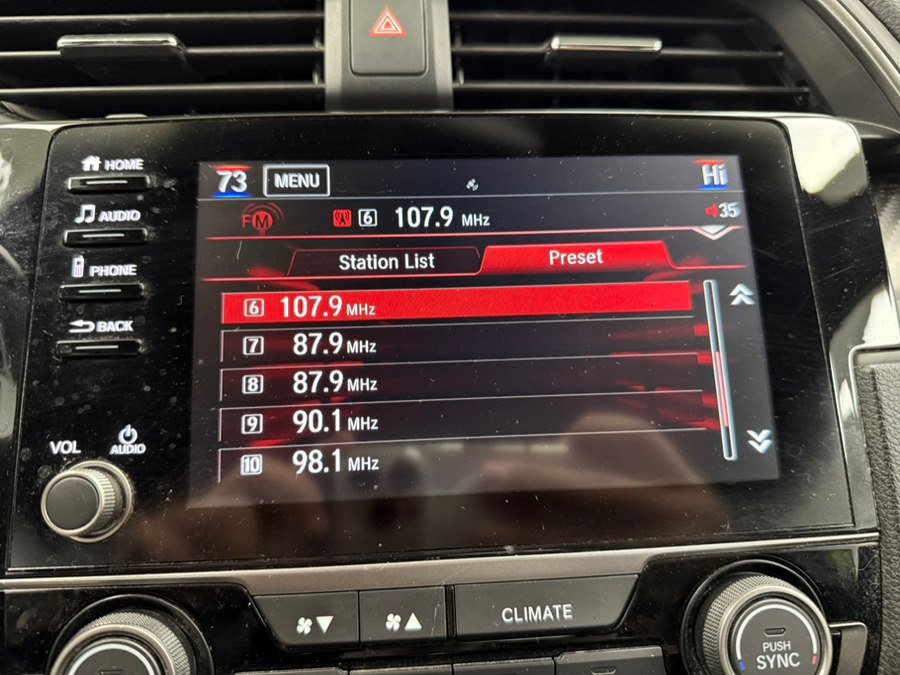 HOME
AUDIO
PHONE
BACK
VOL
AUDIO
73 MENU Hi
FM 6 107.9 MHz 35
Station List Preset
6 107.9 MHz
7 87.9 MHz
8 87.9 MHz
9 90.1 MHz
10 98.1 MHz
CLIMATE
PUSH
SYNC